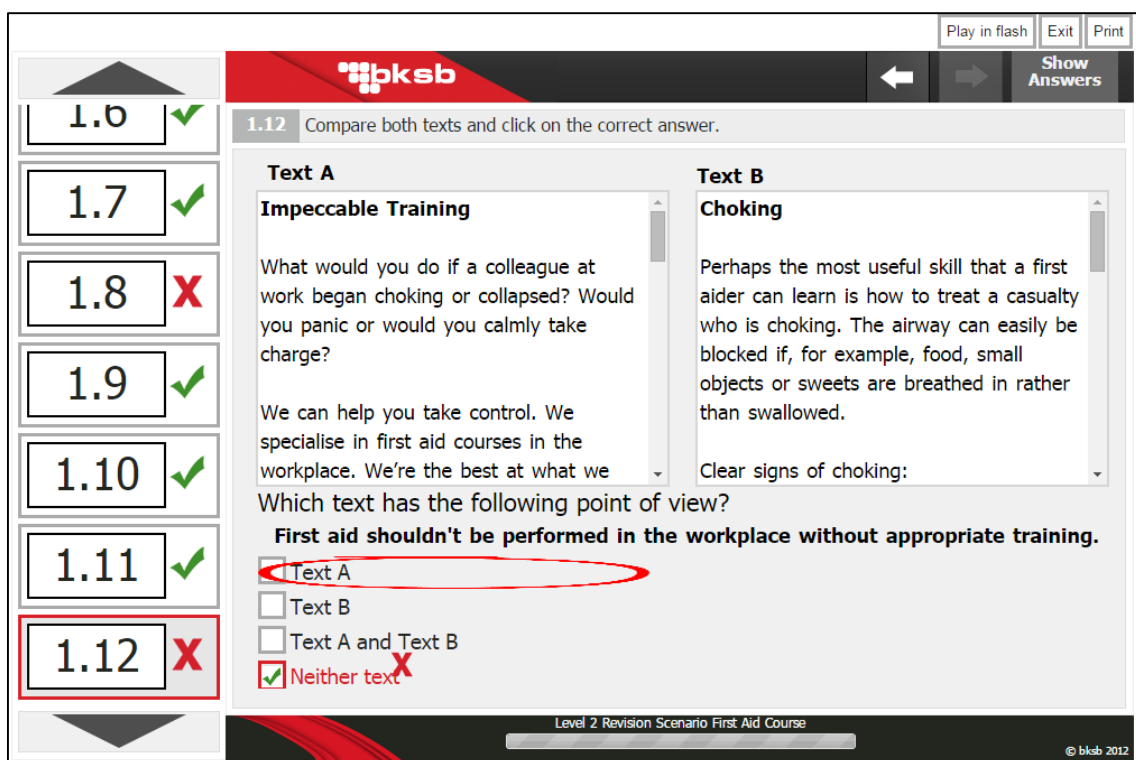 Play in flash Exit Print
bksb
Show
Answers
1.6
1.7
1.8
1.9
1.10
1.11
1.12
1.12 Compare both texts and click on the correct answer.
Text A
Impeccable Training
What would you do if a colleague at
work began choking or collapsed? Would
you panic or would you calmly take
charge?
We can help you take control. We
specialise in first aid courses in the
workplace. We're the best at what we
Text B
Choking
Perhaps the most useful skill that a first
aider can learn is how to treat a casualty
who is choking. The airway can easily be
blocked if, for example, food, small
objects or sweets are breathed in rather
than swallowed.
Clear signs of choking:
Which text has the following point of view?
First aid shouldn't be performed in the workplace without appropriate training.
Text A
Text B
Text A and Text B
Neither text
Level 2 Revision Scenario First Aid Course
© bksb 2012